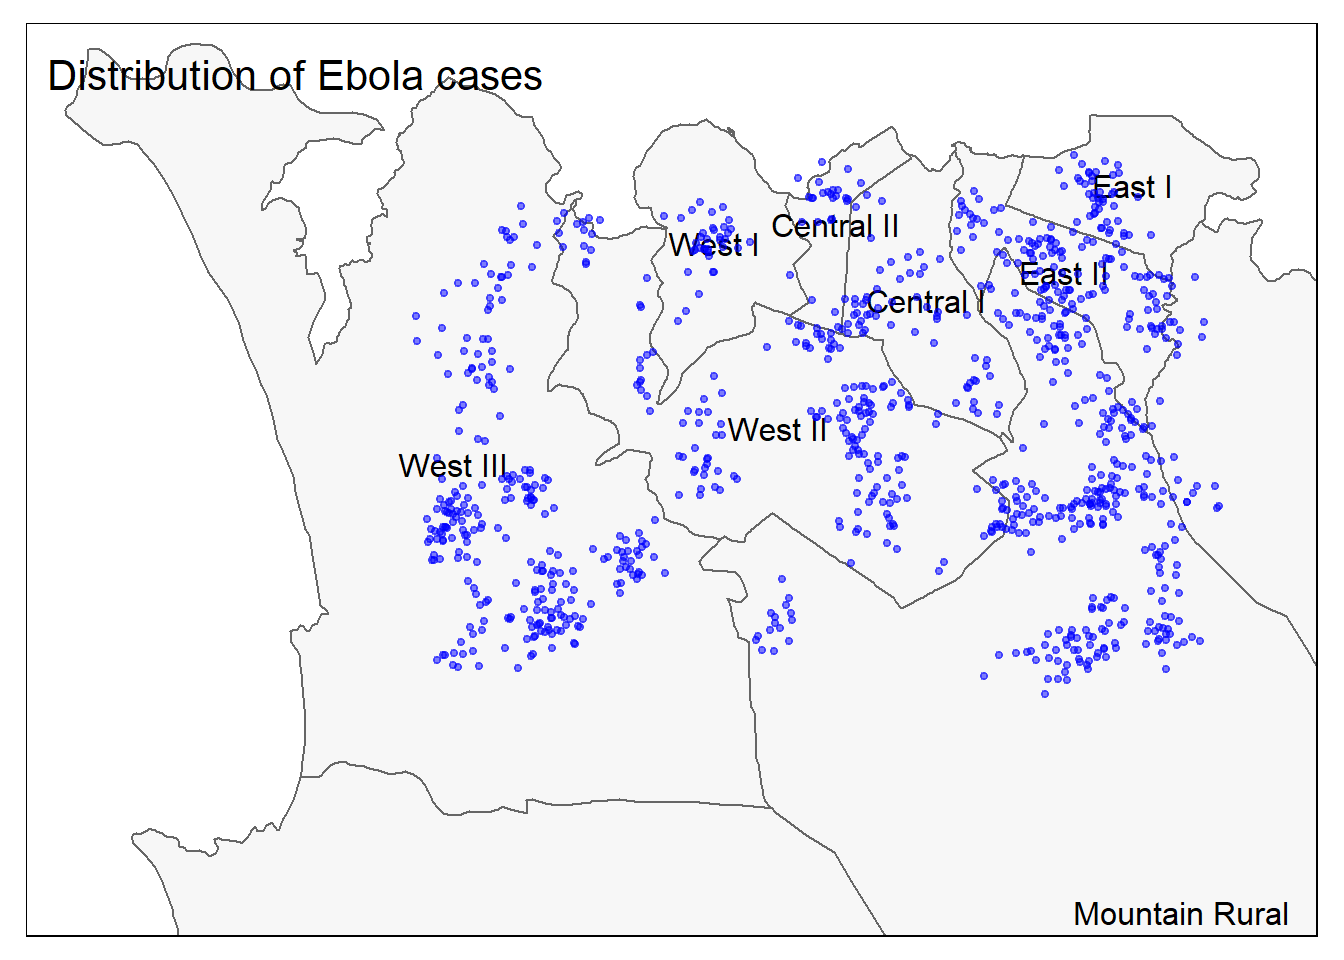 Distribution of Ebola cases
East I
Central II
West I
East II
Central I
West II
West III
Mountain Rural